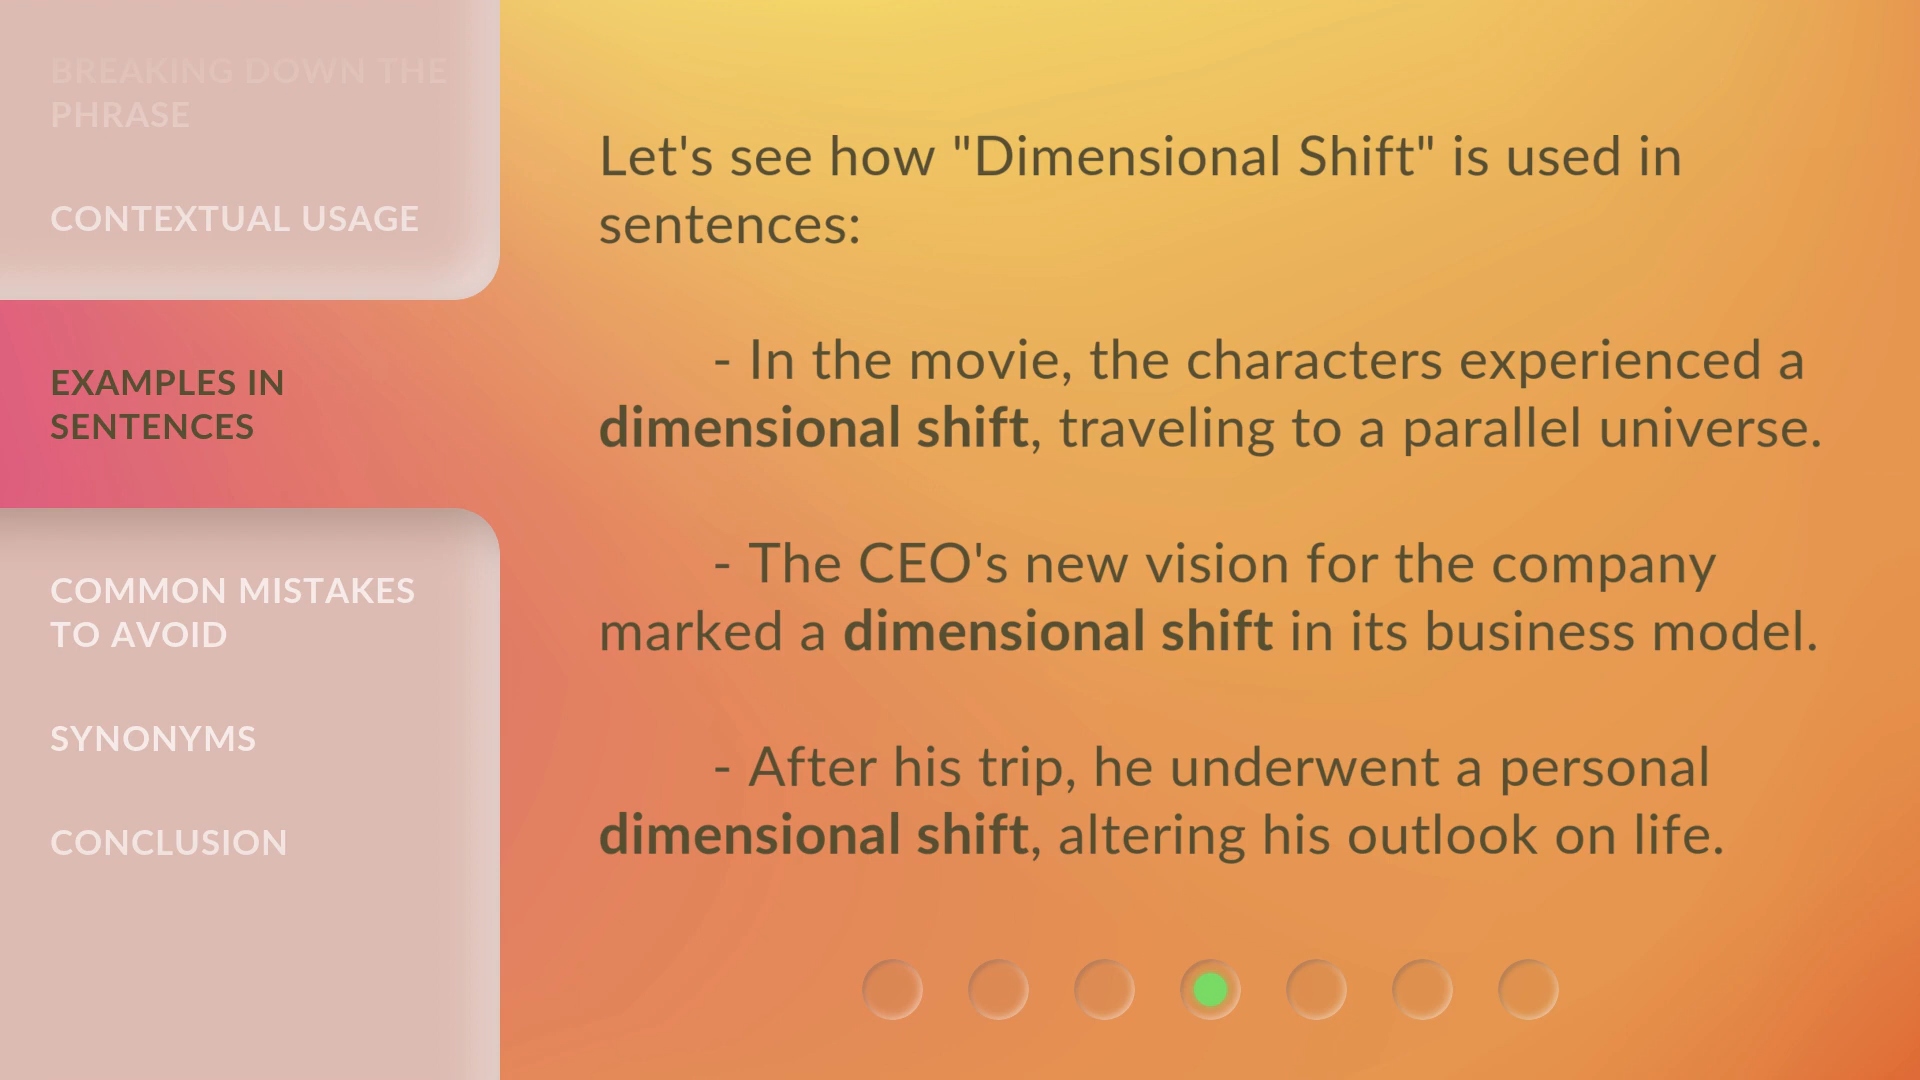 BREAKING DOWN THE
PHRASE
CONTEXTUAL USAGE
EXAMPLES IN
SENTENCES
COMMON MISTAKES
TO AVOID
SYNONYMS
CONCLUSION
Let's see how "Dimensional Shift" is used in
sentences:
- In the movie, the characters experienced a
dimensional shift, traveling to a parallel universe.
- The CEO's new vision for the company
marked a dimensional shift in its business model.
- After his trip, he underwent a personal
dimensional shift, altering his outlook on life.